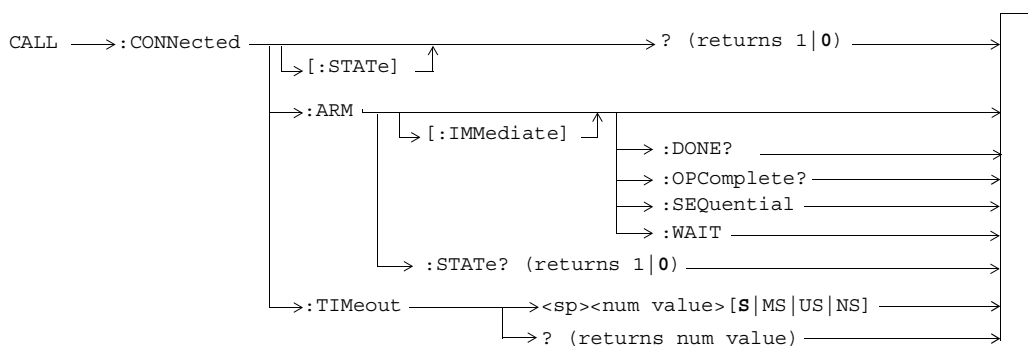 CALL :CONNected ? (returns 1|0)
[:STATe]
:ARM
[:IMMediate]
:DONE?
:OPComplete?
:SEQuential
:WAIT
:STATe? (returns 1|0)
:TIMeout <sp><num value>[S|MS|US|NS]
? (returns num value)